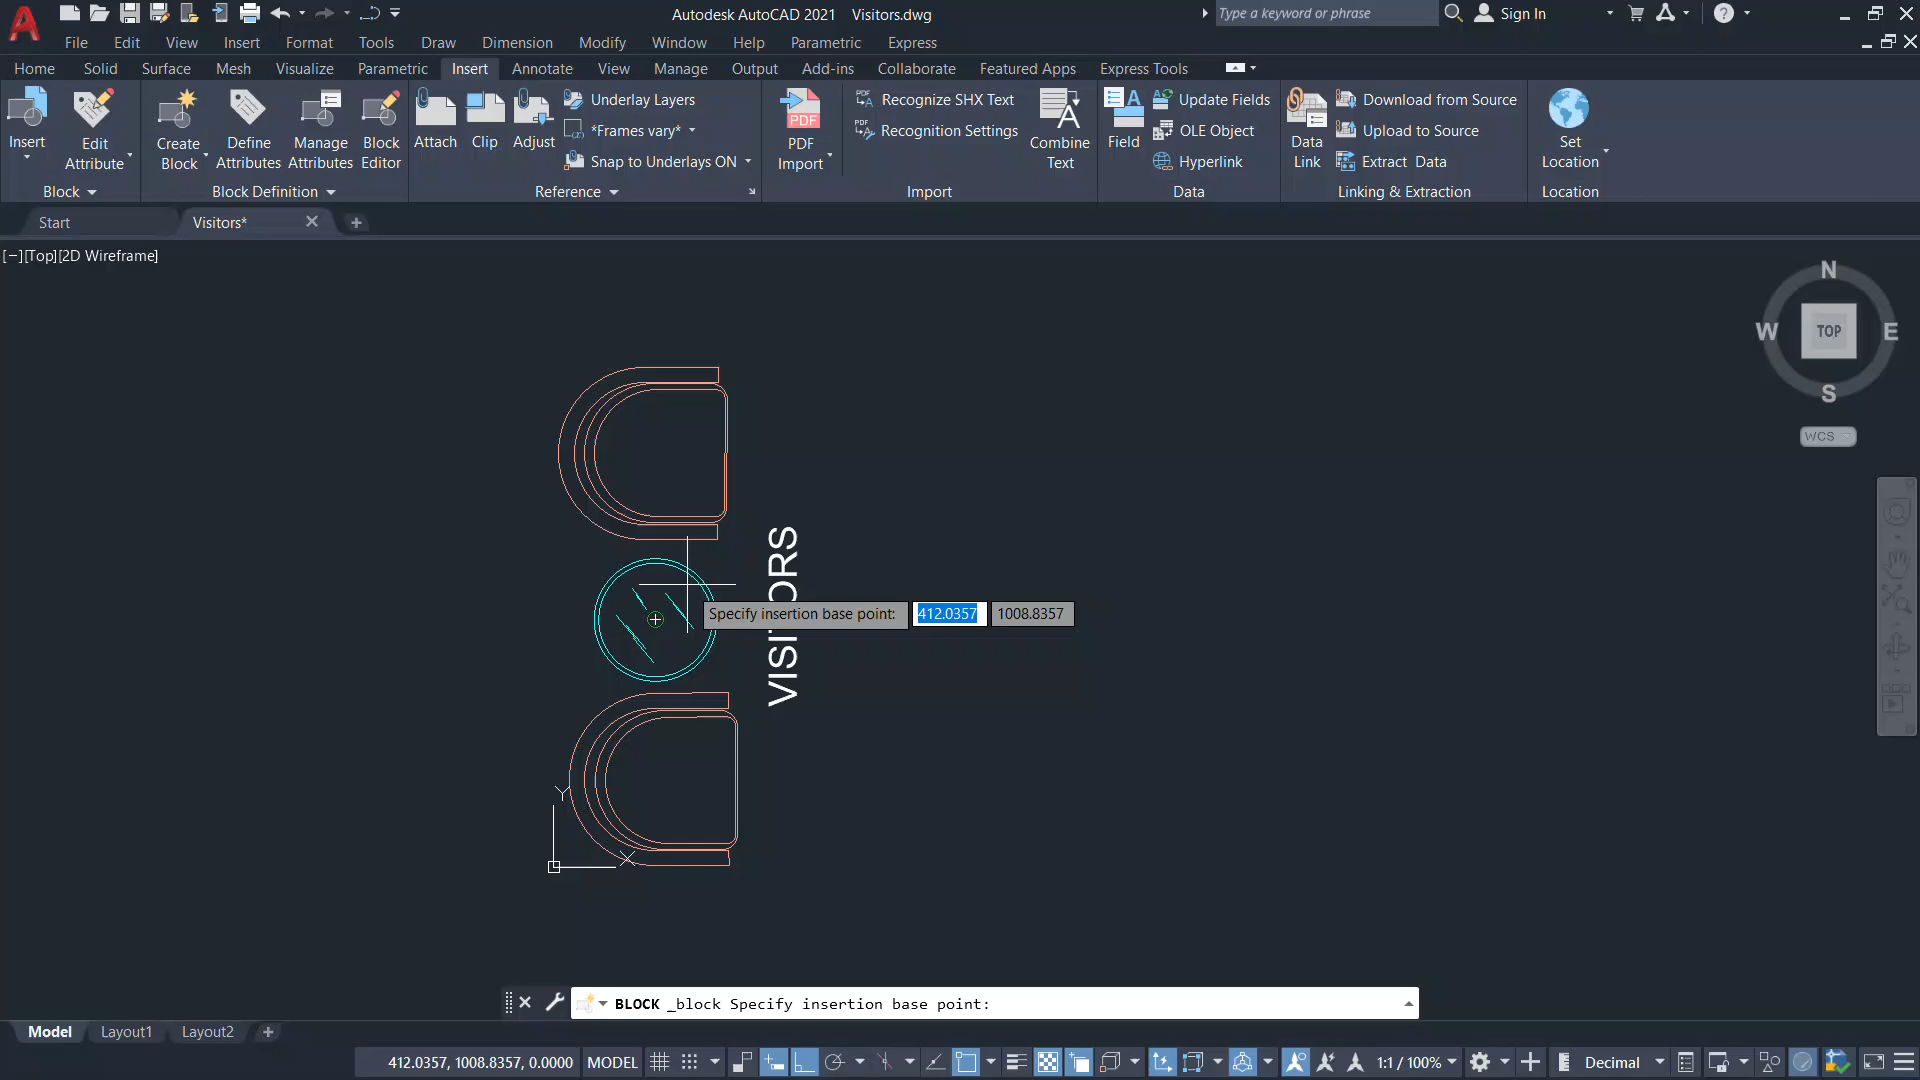 Autodesk AutoCAD 2021 Visitors.dwg
Type a keyword or phrase
Sign In
File Edit View Insert Format Tools Draw Dimension Modify Window Help Parametric Express
Home Solid Surface Mesh Visualize Parametric Insert Annotate View Manage Output Add-ins Collaborate Featured Apps Express Tools
Insert
Edit
Attribute
Create
Block
Define
Attributes
Manage
Attributes
Block
Editor
Attach
Clip
Adjust
Underlay Layers
*Frames vary*
Snap to Underlays ON
PDF
PDF
Import
PDF
Recognize SHX Text
PDF
Recognition Settings
Combine
Text
Field
Update Fields
OLE Object
Hyperlink
Data
Link
Download from Source
Upload to Source
Extract Data
Set
Location
Block
Block Definition
Reference
Import
Data
Linking & Extraction
Location
Start
Visitors*
[−][Top][2D Wireframe]
N
W
TOP
E
S
WCS
VISITORS
Specify insertion base point: 412.0357 1008.8357
Y
X
BLOCK _block Specify insertion base point:
Model Layout1 Layout2
412.0357, 1008.8357, 0.0000 MODEL
1:1 / 100%
Decimal